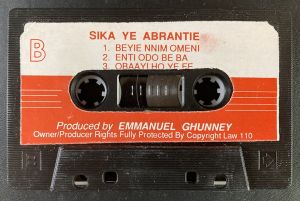 SIKA YE ABRANTIE
B
1. BEYIE NNIM OMENI
2. ENTI ODO BE BA
3. OBAAYI HO YE FE
Produced by EMMANUEL GHUNNEY
Owner/Producer Rights Fully Protected By Copyright Law 110